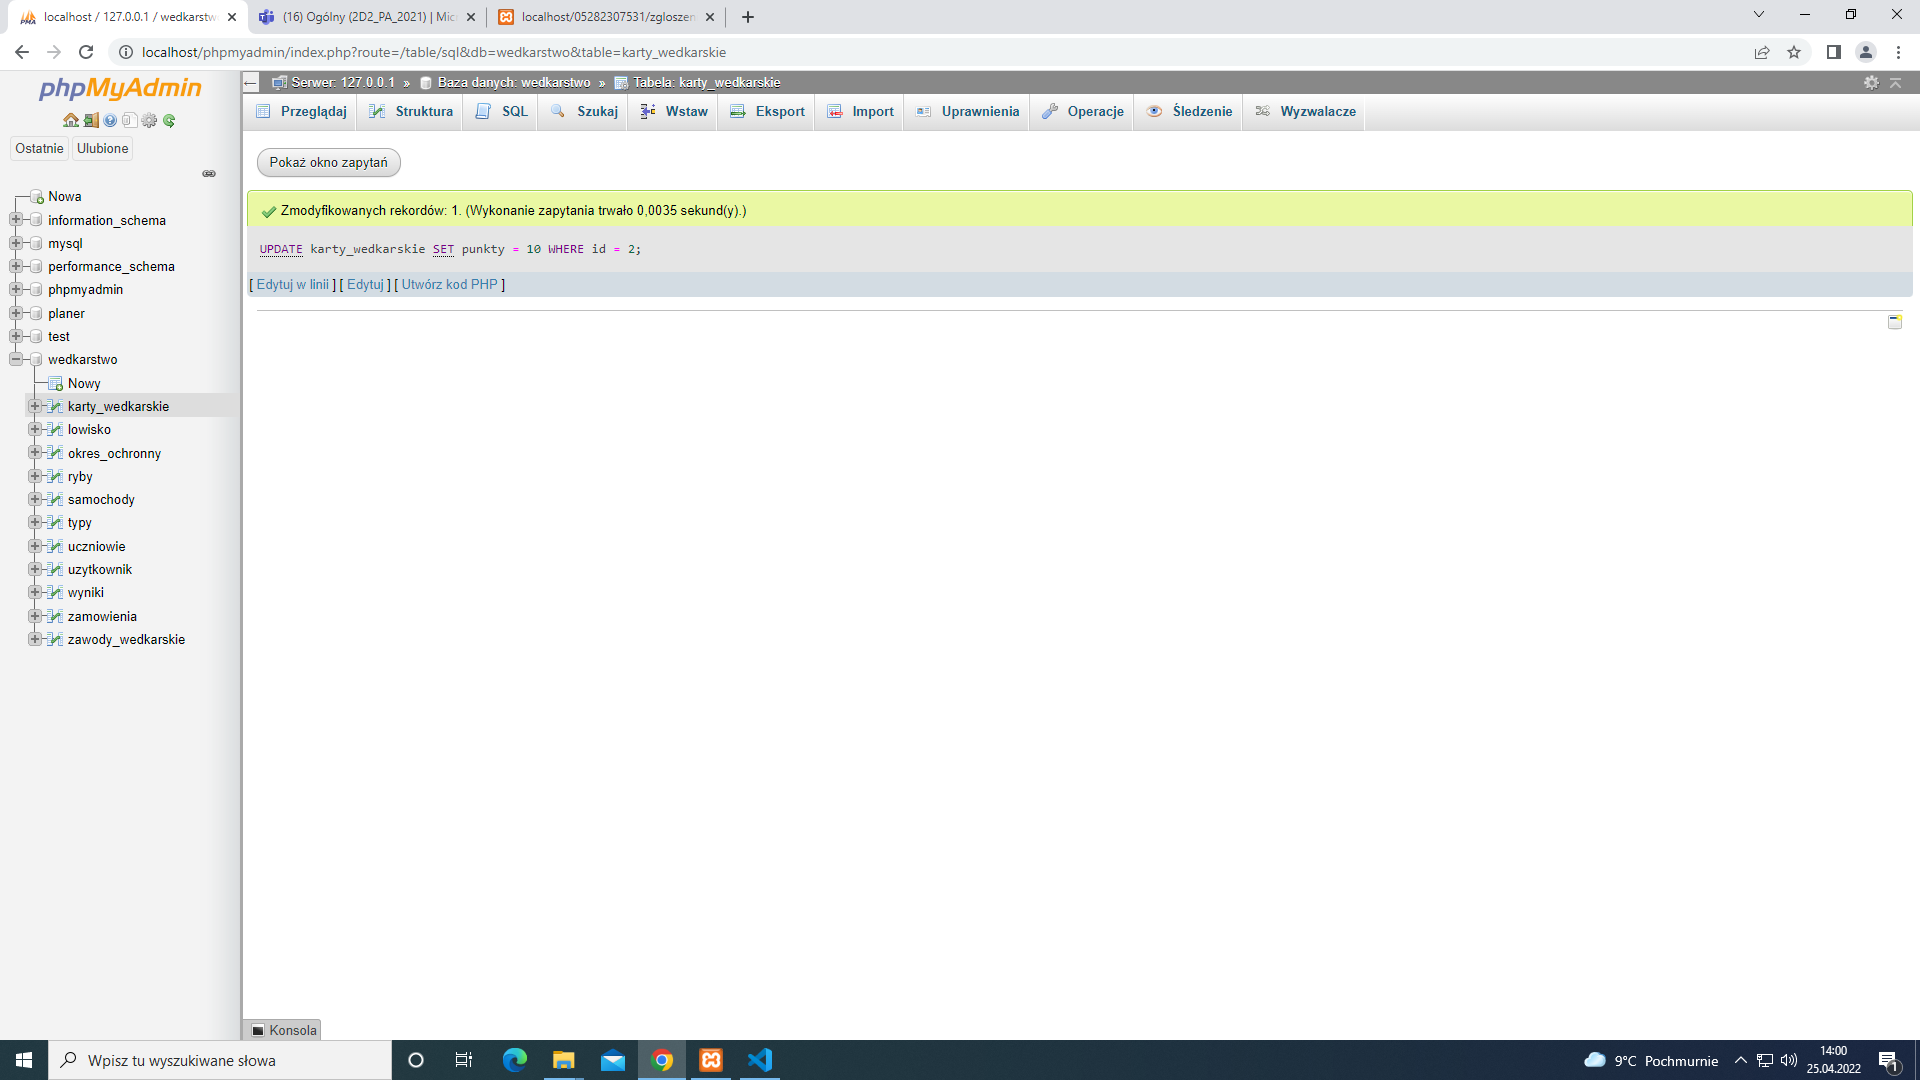 localhost / 127.0.0.1 / wedkarstw
(16) Ogólny (2D2_PA_2021) | Mic
localhost/05282307531/zgloszen
localhost/phpmyadmin/index.php?route=/table/sql&db=wedkarstwo&table=karty_wedkarskie
phpMyAdmin
Ostatnie Ulubione
Nowa
information_schema
mysql
performance_schema
phpmyadmin
planer
test
wedkarstwo
Nowy
karty_wedkarskie
lowisko
okres_ochronny
ryby
samochody
typy
uczniowie
uzytkownik
wyniki
zamowienia
zawody_wedkarskie
Serwer: 127.0.0.1 » Baza danych: wedkarstwo » Tabela: karty_wedkarskie
Przeglądaj Struktura SQL Szukaj Wstaw Eksport Import Uprawnienia Operacje Śledzenie Wyzwalacze
Pokaż okno zapytań
Zmodyfikowanych rekordów: 1. (Wykonanie zapytania trwało 0,0035 sekund(y).)
UPDATE karty_wedkarskie SET punkty = 10 WHERE id = 2;
[ Edytuj w linii ] [ Edytuj ] [ Utwórz kod PHP ]
Konsola
Wpisz tu wyszukiwane słowa
9°C Pochmurnie
14:00
25.04.2022
1